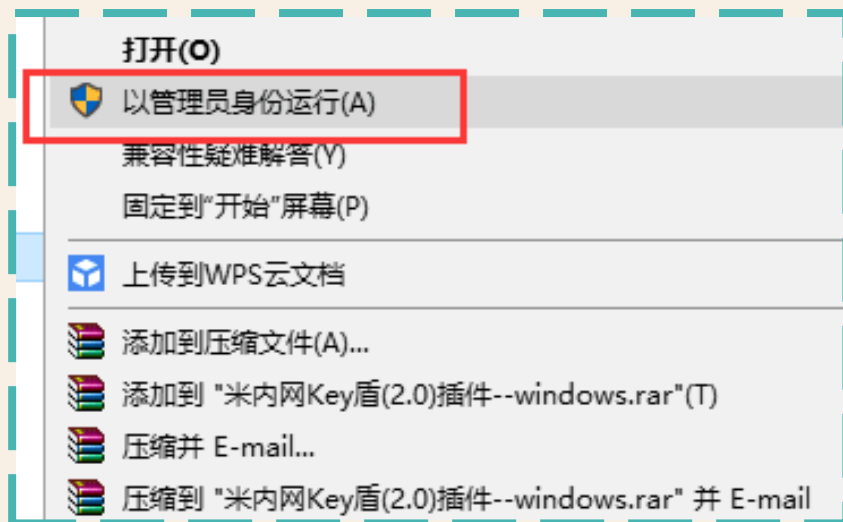 打开(O)
以管理员身份运行(A)
兼容性疑难解答(Y)
固定到“开始”屏幕(P)
上传到WPS云文档
添加到压缩文件(A)...
添加到 "米内网Key盾(2.0)插件--windows.rar"(T)
压缩并 E-mail...
压缩到 "米内网Key盾(2.0)插件--windows.rar" 并 E-mail